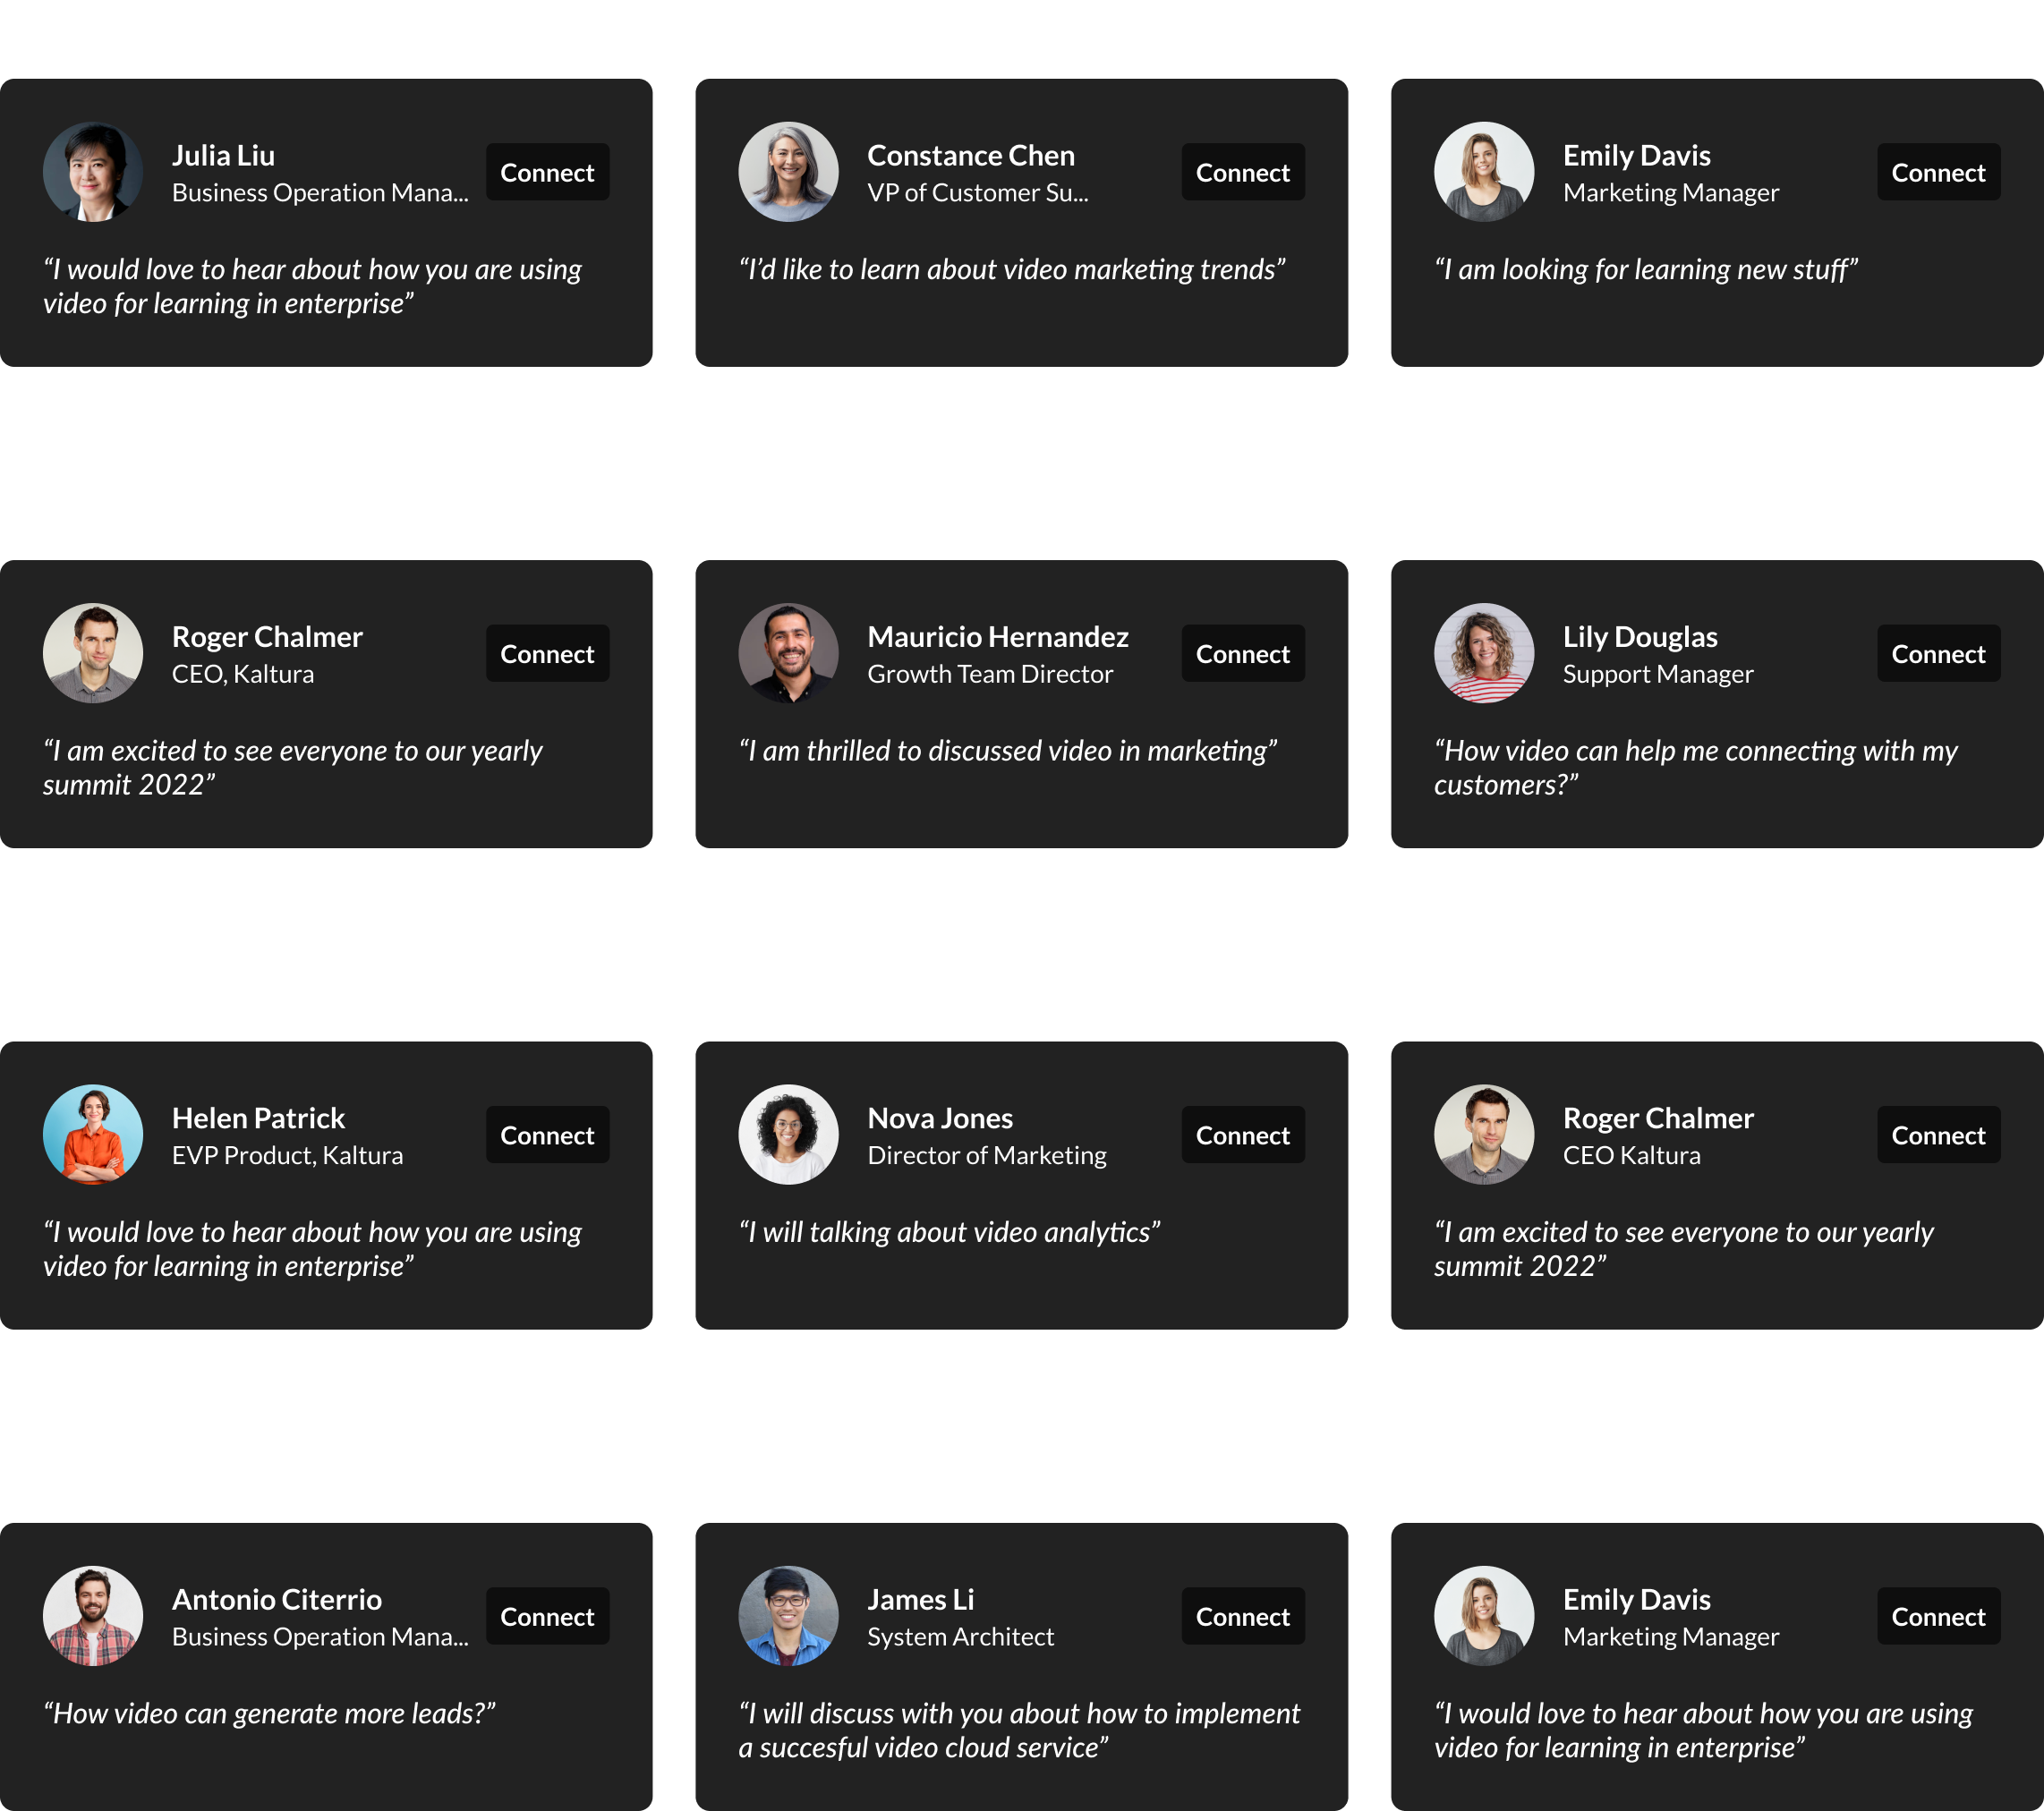 Julia Liu
Business Operation Mana...
Connect
“I would love to hear about how you are using
video for learning in enterprise”
Constance Chen
VP of Customer Su...
Connect
“I’d like to learn about video marketing trends”
Emily Davis
Marketing Manager
Connect
“I am looking for learning new stuff”
Roger Chalmer
CEO, Kaltura
Connect
“I am excited to see everyone to our yearly
summit 2022”
Mauricio Hernandez
Growth Team Director
Connect
“I am thrilled to discussed video in marketing”
Lily Douglas
Support Manager
Connect
“How video can help me connecting with my
customers?”
Helen Patrick
EVP Product, Kaltura
Connect
“I would love to hear about how you are using
video for learning in enterprise”
Nova Jones
Director of Marketing
Connect
“I will talking about video analytics”
Roger Chalmer
CEO Kaltura
Connect
“I am excited to see everyone to our yearly
summit 2022”
Antonio Citerrio
Business Operation Mana...
Connect
“How video can generate more leads?”
James Li
System Architect
Connect
“I will discuss with you about how to implement
a succesful video cloud service”
Emily Davis
Marketing Manager
Connect
“I would love to hear about how you are using
video for learning in enterprise”